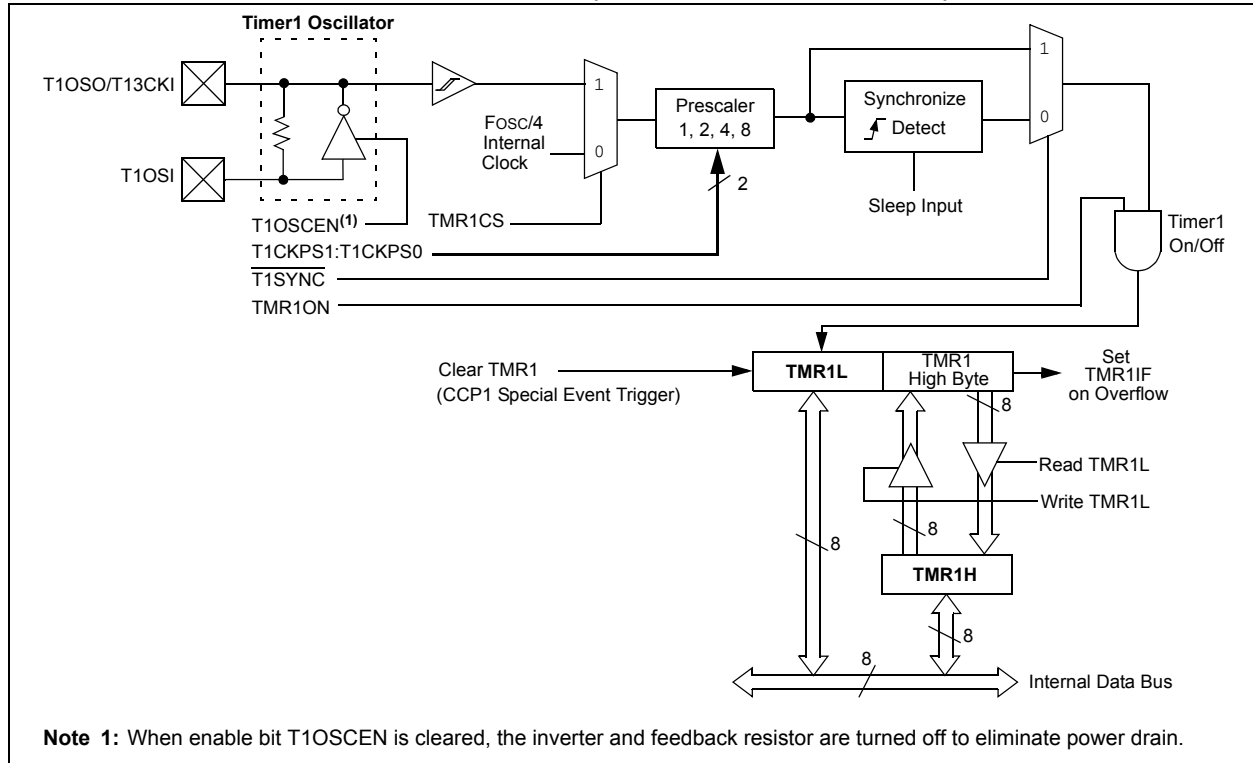 Timer1 Oscillator
T1OSO/T13CKI
T1OSI
1
FOSC/4
Internal
Clock
0
Prescaler
1, 2, 4, 8
2
Synchronize
Detect
Sleep Input
1
0
T1OSCEN(1)
TMR1CS
T1CKPS1:T1CKPS0
T1SYNC
TMR1ON
Timer1
On/Off
Clear TMR1
(CCP1 Special Event Trigger)
TMR1L
TMR1
High Byte
Set
TMR1IF
on Overflow
8
Read TMR1L
Write TMR1L
8
8
TMR1H
8
8
Internal Data Bus
Note 1: When enable bit T1OSCEN is cleared, the inverter and feedback resistor are turned off to eliminate power drain.